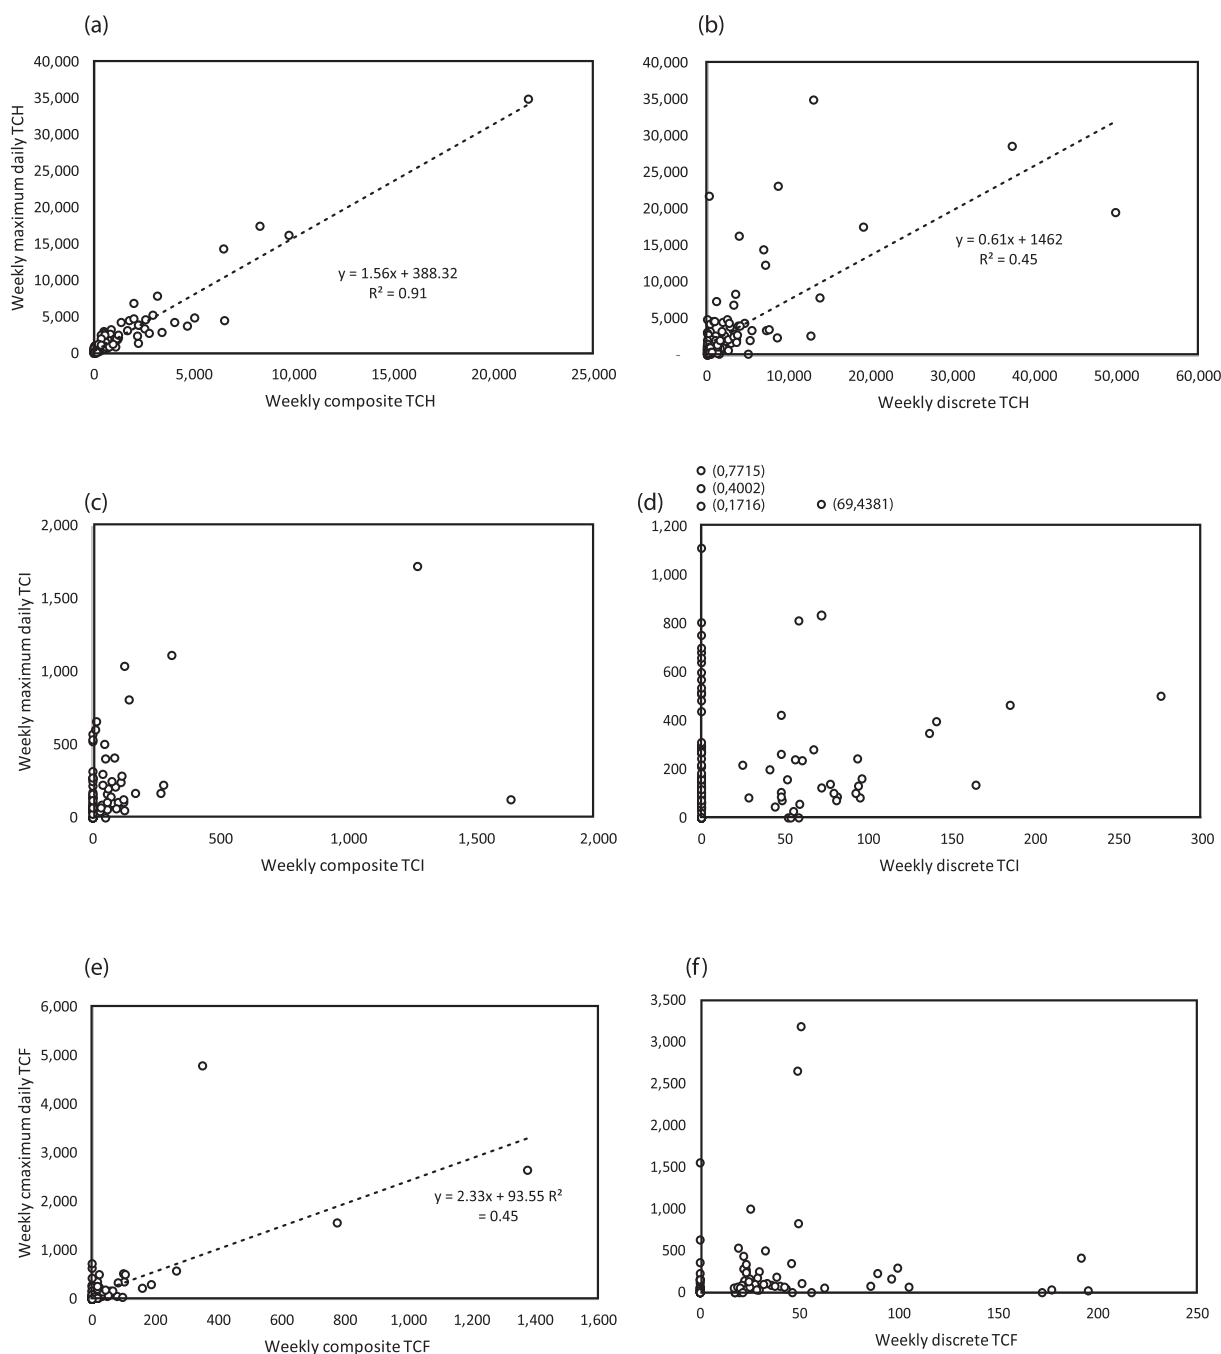 (a)
40,000
35,000
30,000
25,000
20,000
15,000
10,000
5,000
0
Weekly maximum daily TCH
y = 1.56x + 388.32
R² = 0.91
0 5,000 10,000 15,000 20,000 25,000
Weekly composite TCH
(b)
40,000
35,000
30,000
25,000
20,000
15,000
10,000
5,000
-
y = 0.61x + 1462
R² = 0.45
0 10,000 20,000 30,000 40,000 50,000 60,000
Weekly discrete TCH
(c)
2,000
1,500
1,000
500
0
Weekly maximum daily TCI
0 500 1,000 1,500 2,000
Weekly composite TCI
(0,7715)
(0,4002)
(d) (0,1716) (69,4381)
1,200
1,000
800
600
400
200
0
0 50 100 150 200 250 300
Weekly discrete TCI
(e)
6,000
5,000
4,000
3,000
2,000
1,000
0
Weekly cmaximum daily TCF
y = 2.33x + 93.55 R²
= 0.45
0 200 400 600 800 1,000 1,200 1,400 1,600
Weekly composite TCF
(f)
3,500
3,000
2,500
2,000
1,500
1,000
500
0
0 50 100 150 200 250
Weekly discrete TCF